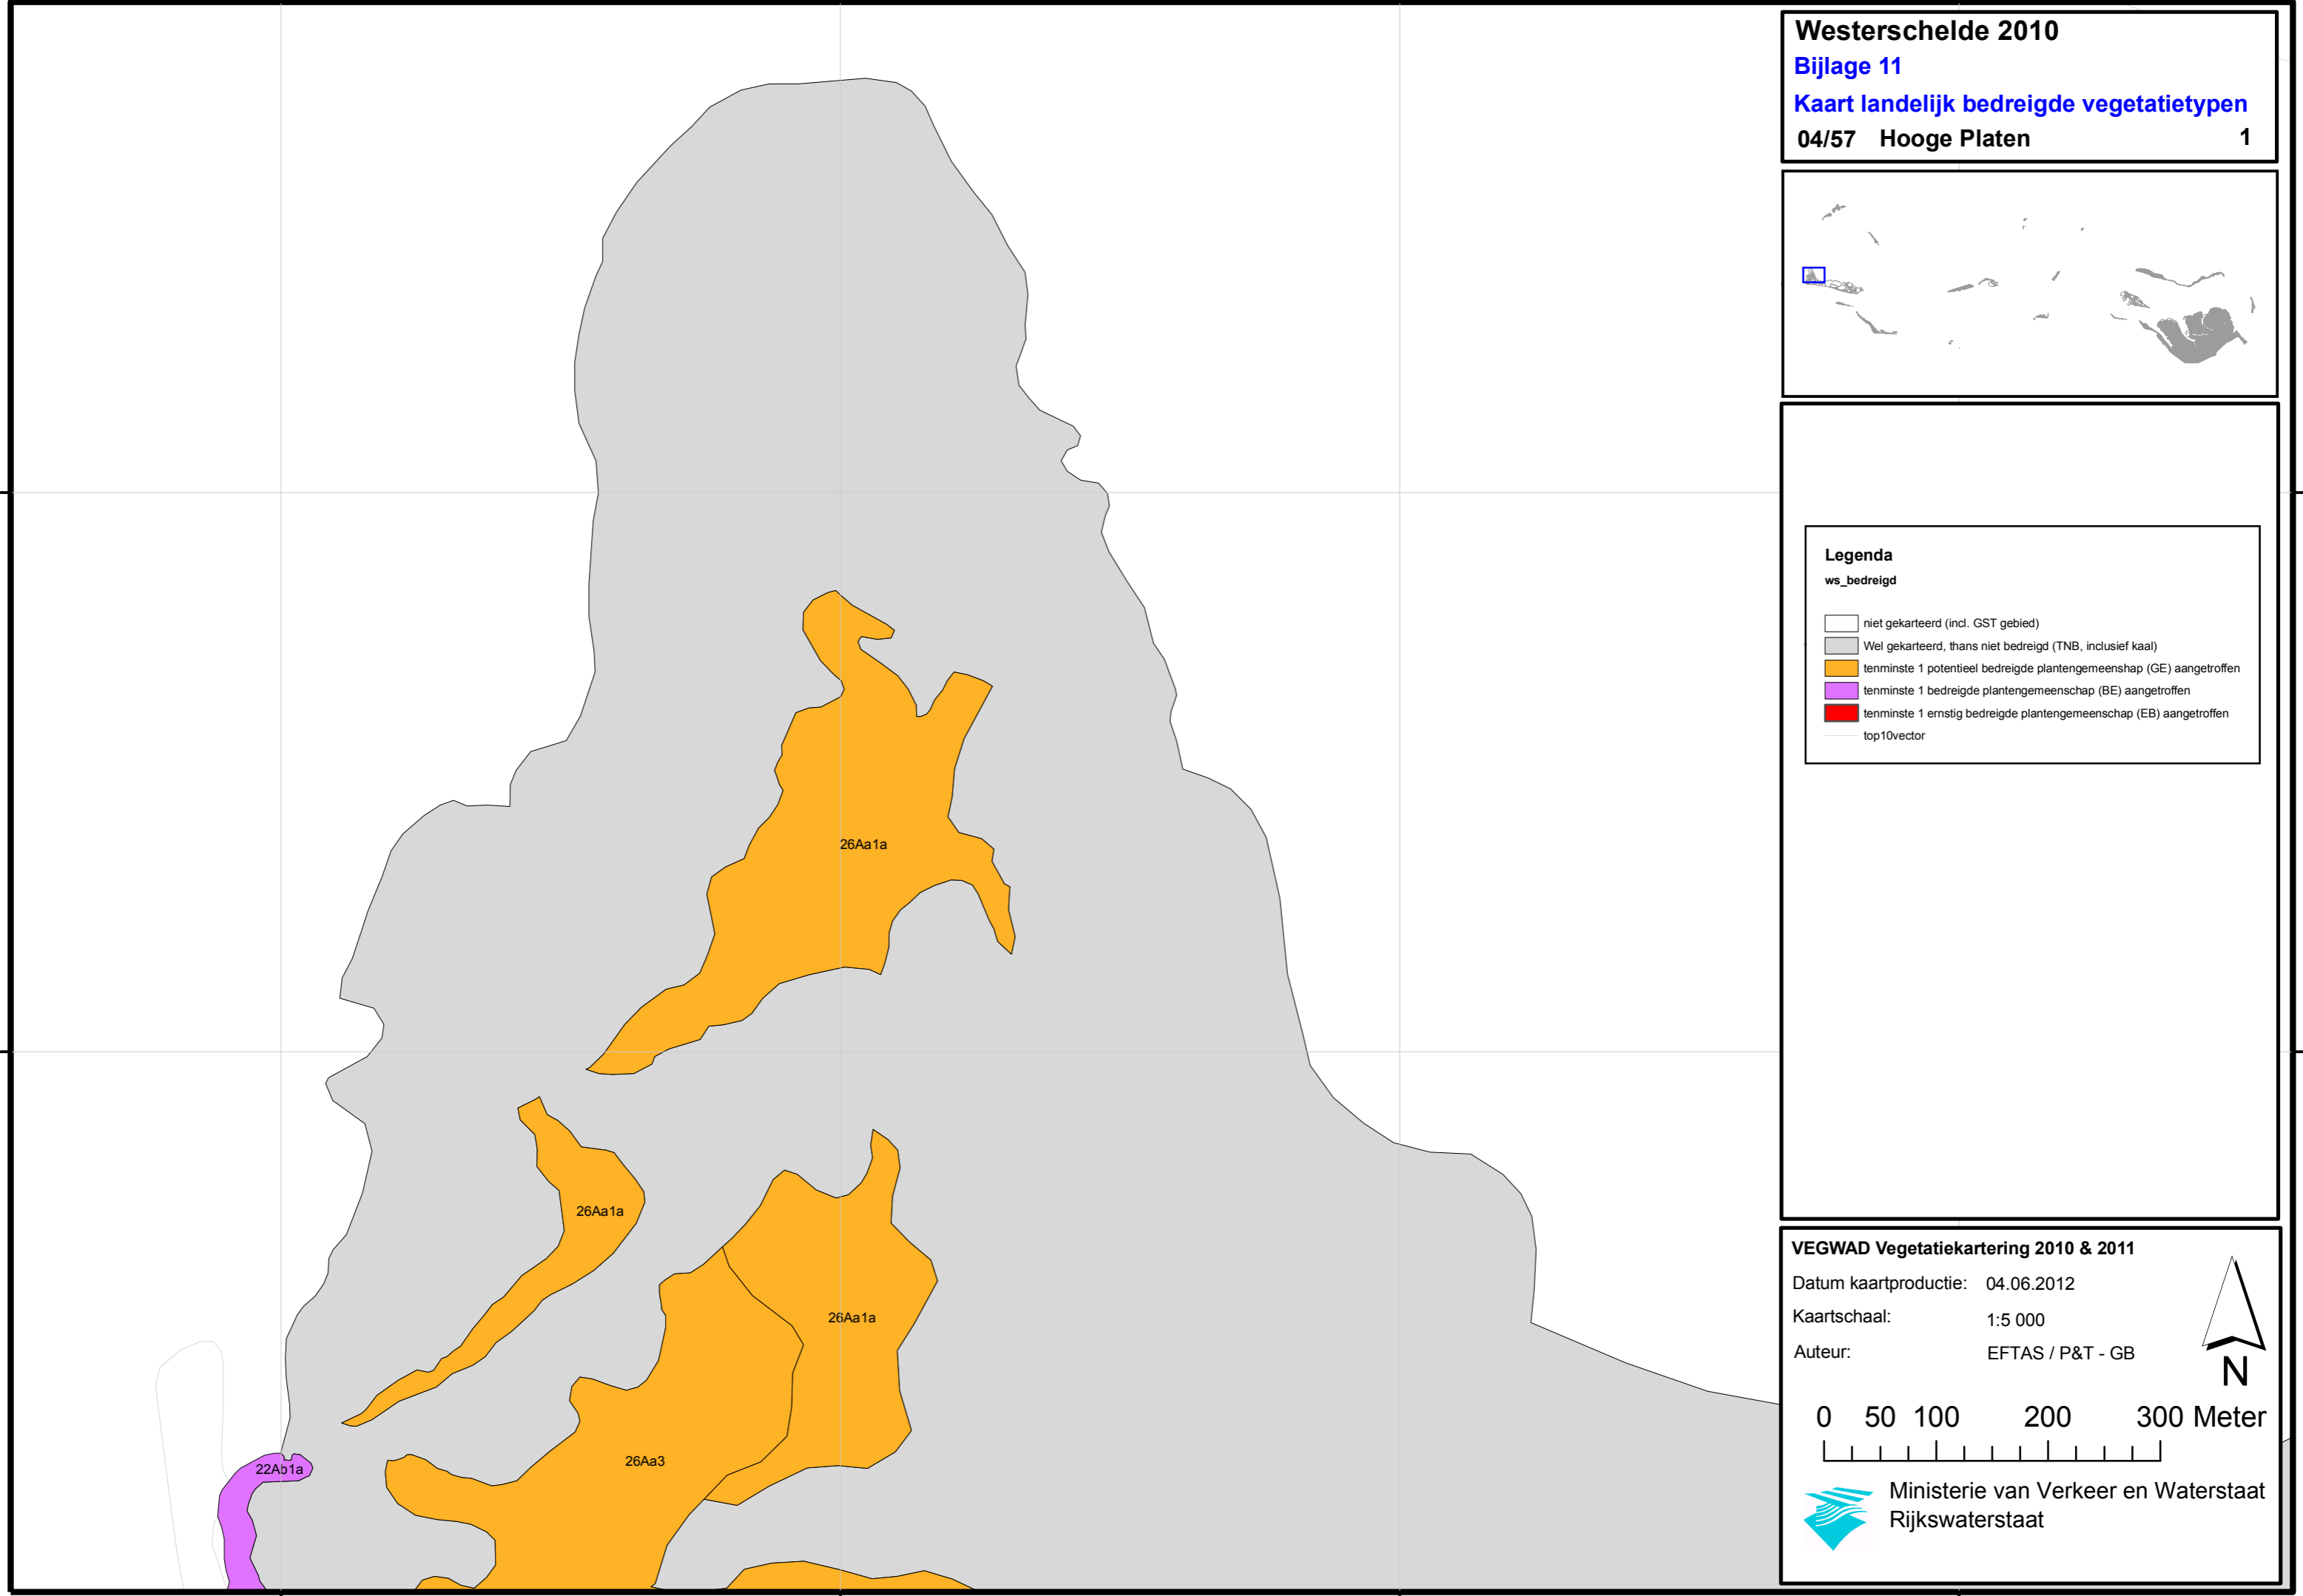 Westerschelde 2010
Bijlage 11
Kaart landelijk bedreigde vegetatietypen
04/57 Hooge Platen 1
Legenda
ws_bedreigd
niet gekarteerd (incl. GST gebied)
Wel gekarteerd, thans niet bedreigd (TNB, inclusief kaal)
tenminste 1 potentieel bedreigde plantengemeenshap (GE) aangetroffen
tenminste 1 bedreigde plantengemeenschap (BE) aangetroffen
tenminste 1 ernstig bedreigde plantengemeenschap (EB) aangetroffen
top10vector
26Aa1a
26Aa1a
26Aa1a
26Aa3
22Ab1a
VEGWAD Vegetatiekartering 2010 & 2011
Datum kaartproductie: 04.06.2012
Kaartschaal: 1:5 000
Auteur: EFTAS / P&T - GB
N
0 50 100 200 300 Meter
Ministerie van Verkeer en Waterstaat
Rijkswaterstaat